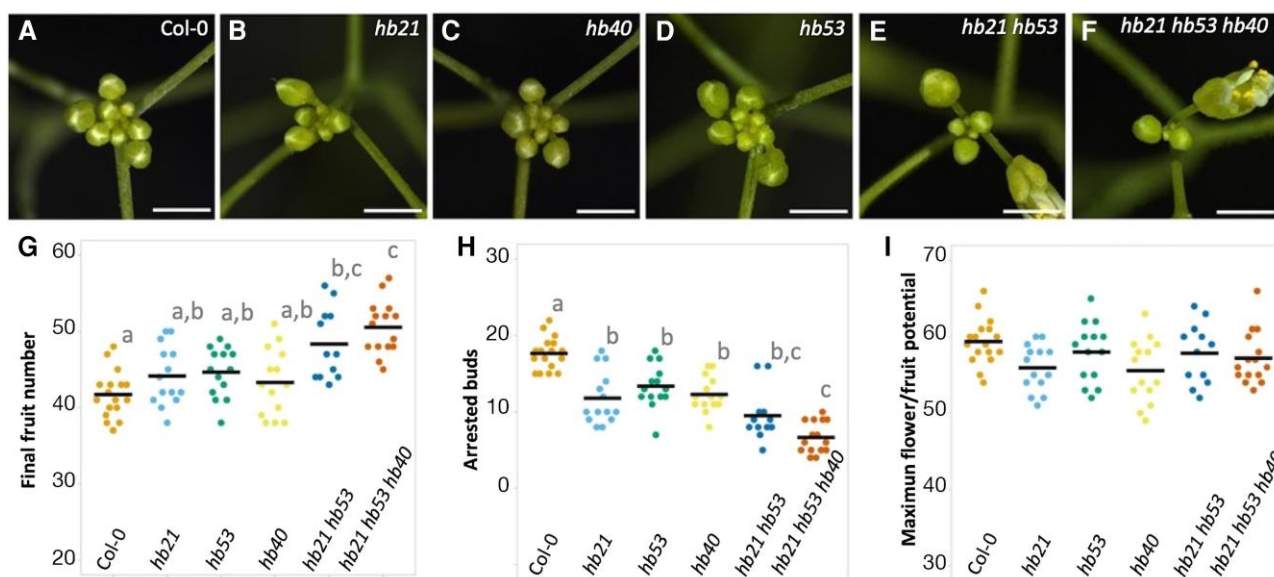 A Col-0
B hb21
C hb40
D hb53
E hb21 hb53
F hb21 hb53 hb40
G
Final fruit number
60
50
40
30
20
a
a,b
a,b
a,b
b,c
c
Col-0
hb21
hb53
hb40
hb21 hb53
hb21 hb53 hb40
H
Arrested buds
30
20
10
0
a
b
b
b
b,c
c
Col-0
hb21
hb53
hb40
hb21 hb53
hb21 hb53 hb40
I
Maximun flower/fruit potential
70
60
50
40
30
Col-0
hb21
hb53
hb40
hb21 hb53
hb21 hb53 hb40